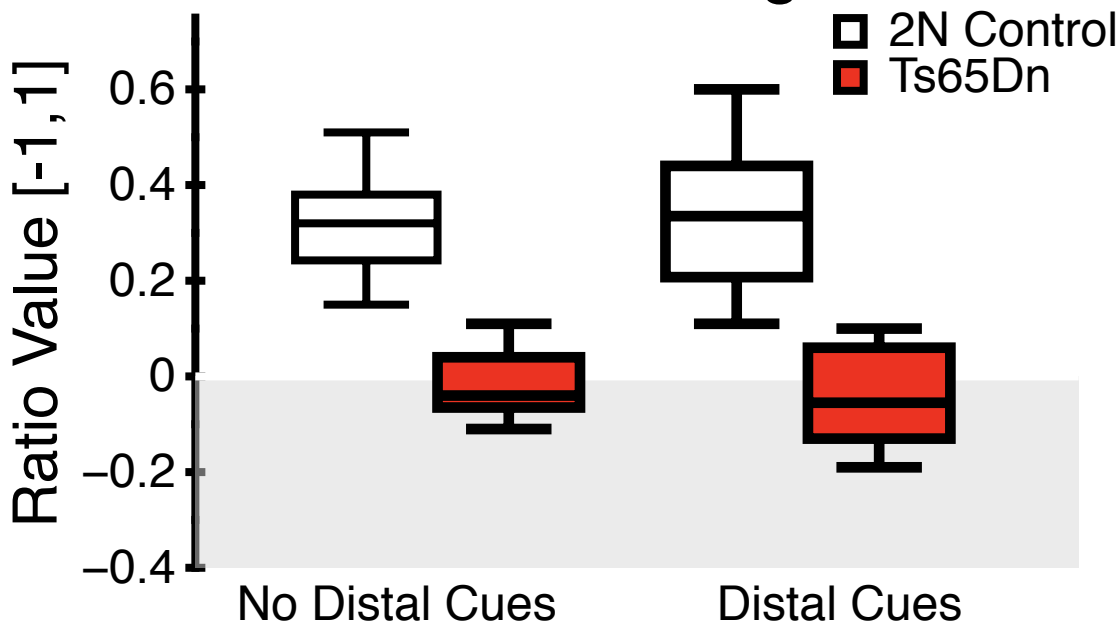 2N Control
Ts65Dn
Ratio Value [-1,1]
0.6
0.4
0.2
0
−0.2
−0.4
No Distal Cues
Distal Cues